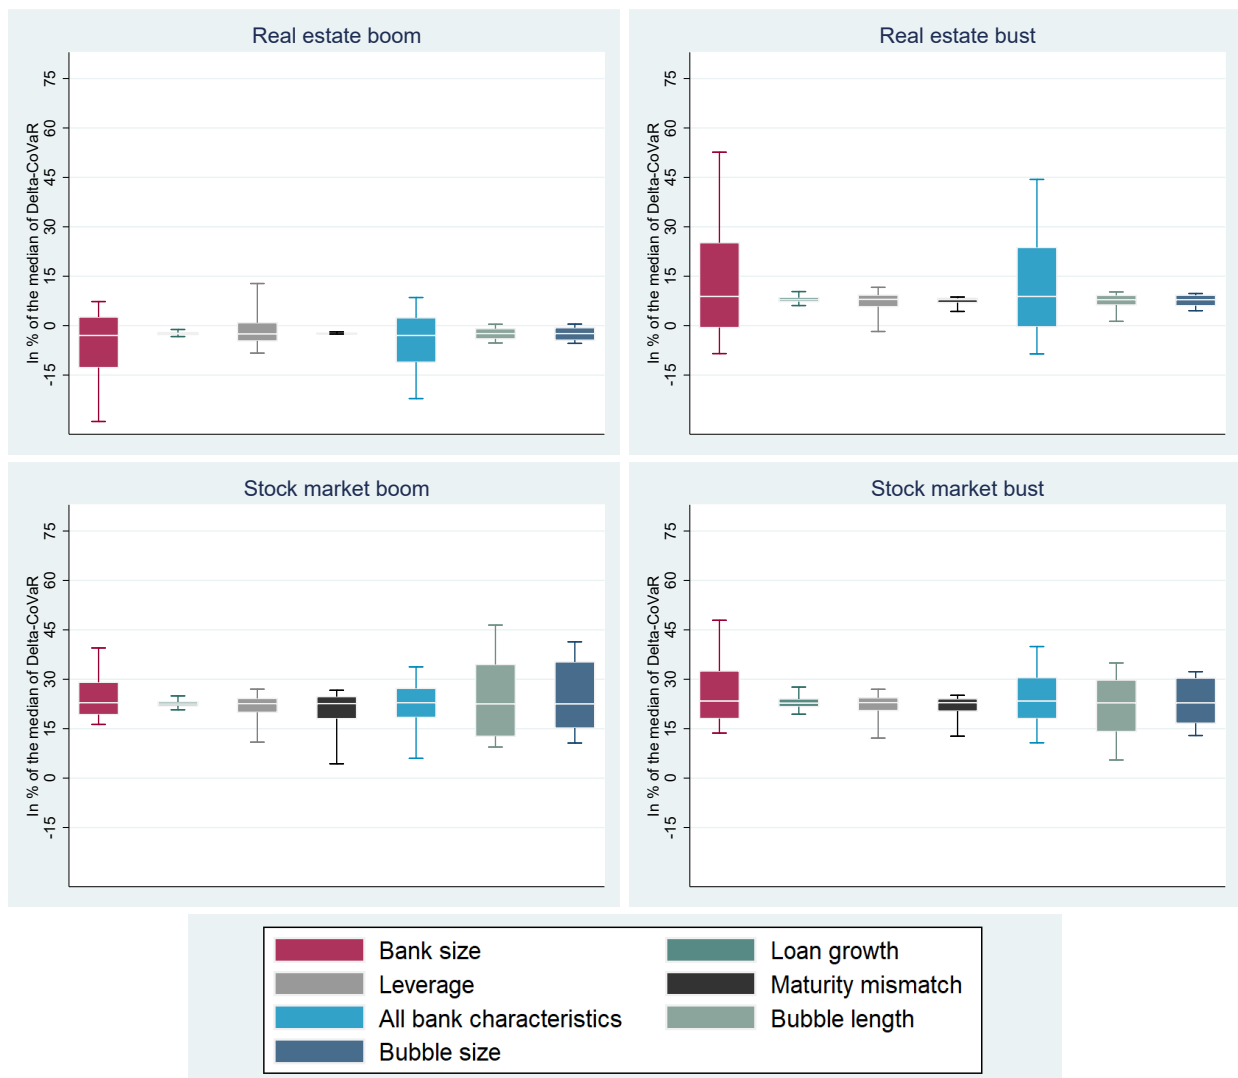 Real estate boom
In % of the median of Delta-CoVaR
75
60
45
30
15
0
-15
Real estate bust
In % of the median of Delta-CoVaR
75
60
45
30
15
0
-15
Stock market boom
In % of the median of Delta-CoVaR
75
60
45
30
15
0
-15
Stock market bust
In % of the median of Delta-CoVaR
75
60
45
30
15
0
-15
Bank size
Loan growth
Leverage
Maturity mismatch
All bank characteristics
Bubble length
Bubble size